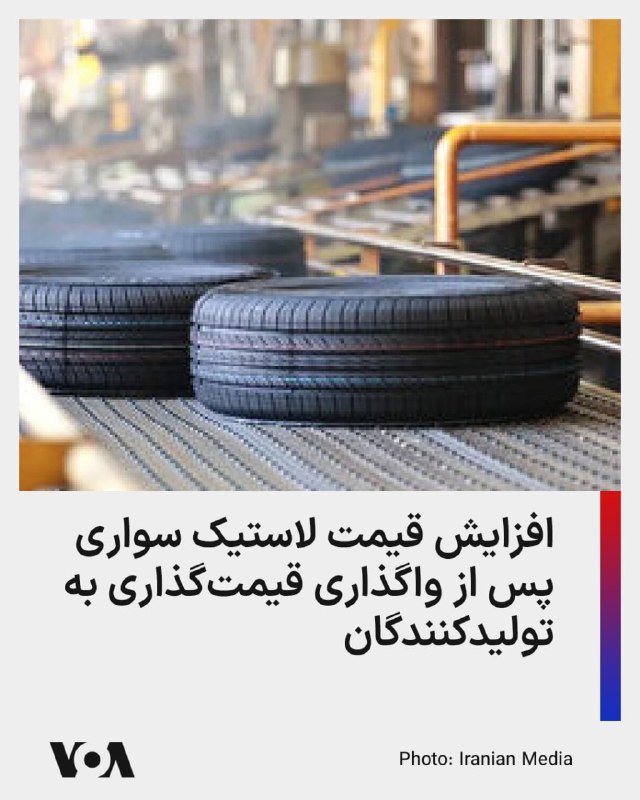 افزایش قیمت لاستیک سواری
پس از واگذاری قیمت‌گذاری به
تولیدکنندگان
VOA
Photo: Iranian Media